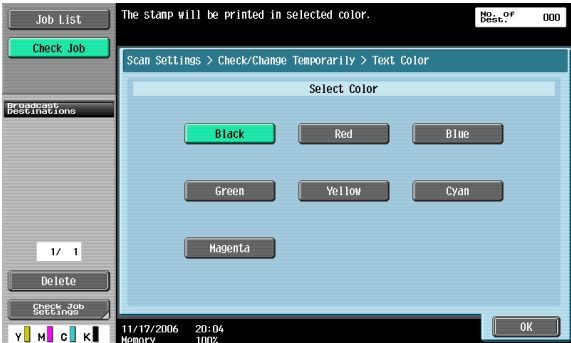 Job List
Check Job
The stamp will be printed in selected color.
No. of Dest. 000
Scan Settings > Check/Change Temporarily > Text Color
Select Color
Broadcast
Destinations
Black Red Blue
Green Yellow Cyan
Magenta
1/ 1
Delete
Check Job
Settings
Y M C K
11/17/2006 20:04
Memory 100%
OK